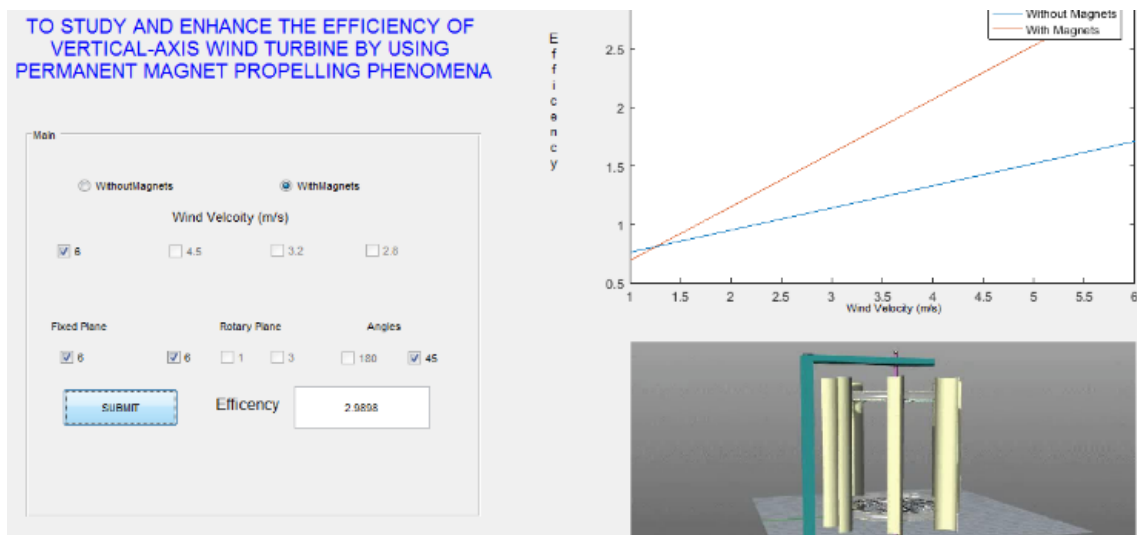 TO STUDY AND ENHANCE THE EFFICIENCY OF
VERTICAL-AXIS WIND TURBINE BY USING
PERMANENT MAGNET PROPELLING PHENOMENA
Main
WithoutMagnets WithMagnets
Wind Velcoity (m/s)
6 4.5 3.2 2.8
Fixed Plane Rotary Plane Angles
6 6 1 3 180 45
SUBMIT Efficency 2.9898
E
f
f
i
c
e
n
c
y
Without Magnets
With Magnets
2.5
2
1.5
1
0.5
1 1.5 2 2.5 3 3.5 4 4.5 5 5.5 6
Wind Velocity (m/s)